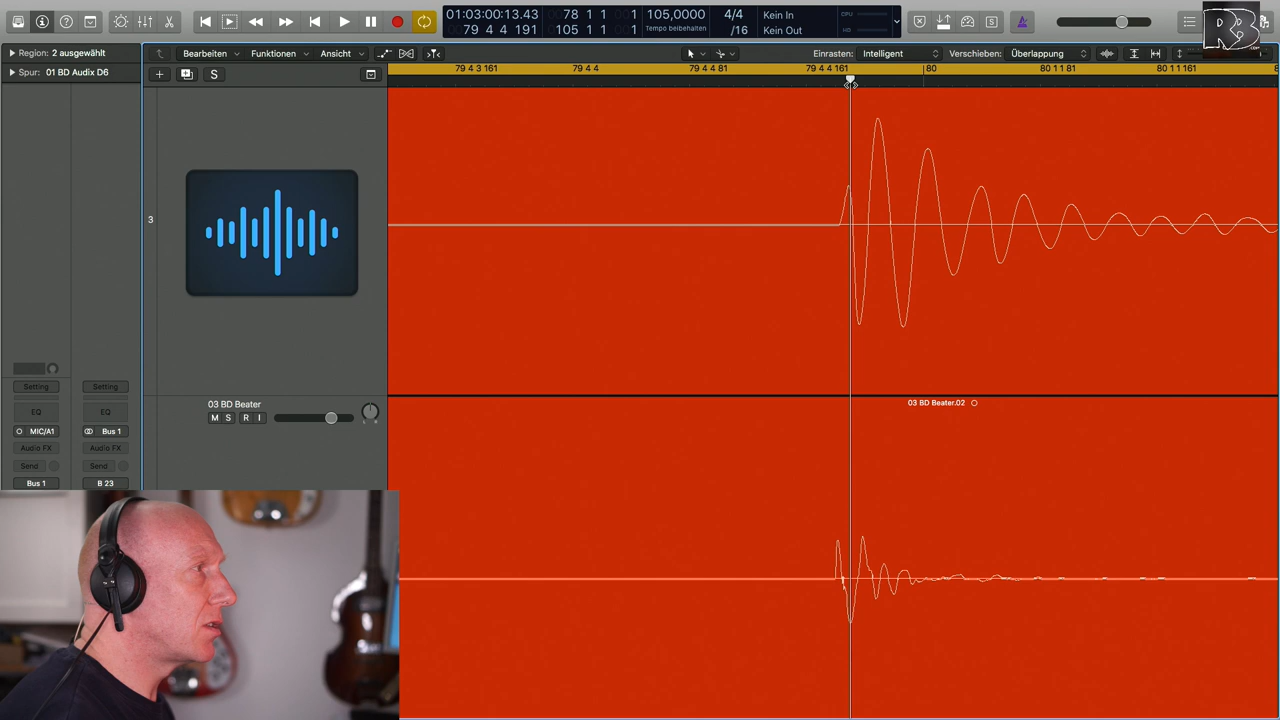 01:03:00:13.43
79 4 4 191
78 1 1 1
105 1 1 1
105,0000
Tempo beibehalten
4/4
/16
Kein In
Kein Out
CPU
HD
Region: 2 ausgewählt
Spur: 01 BD Audix D6
Bearbeiten
Funktionen
Ansicht
Einrasten: Intelligent
Verschieben: Überlappung
S
79 4 3 161
79 4 4
79 4 4 81
79 4 4 161
80
80 1 1 81
80 1 1 161
3
Setting
Setting
EQ
EQ
MIC/A1
Bus 1
Audio FX
Audio FX
Send
Send
Bus 1
B 23
03 BD Beater
M S R I
03 BD Beater.02